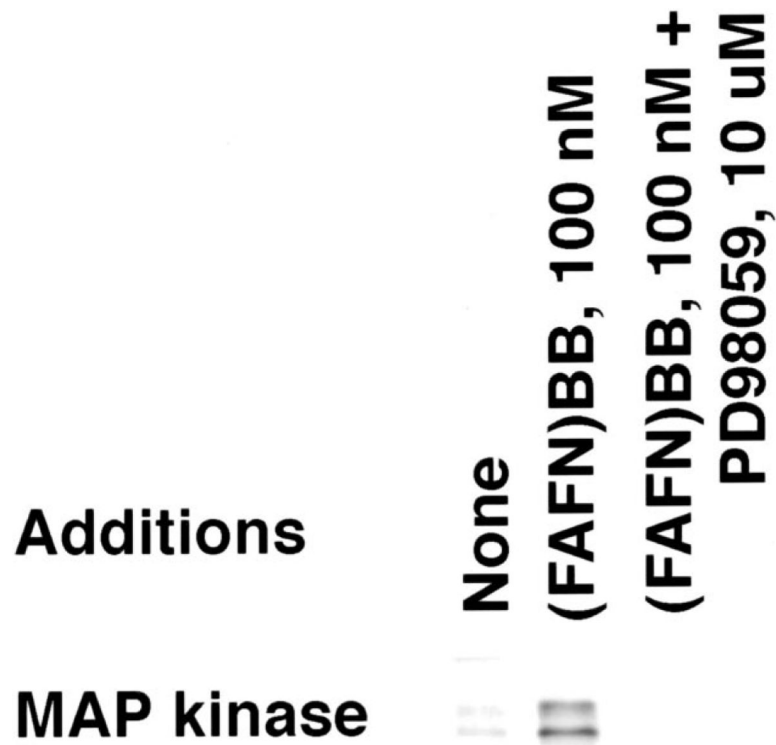 None
(FAFN)BB, 100 nM
(FAFN)BB, 100 nM +
PD98059, 10 uM
Additions
MAP kinase